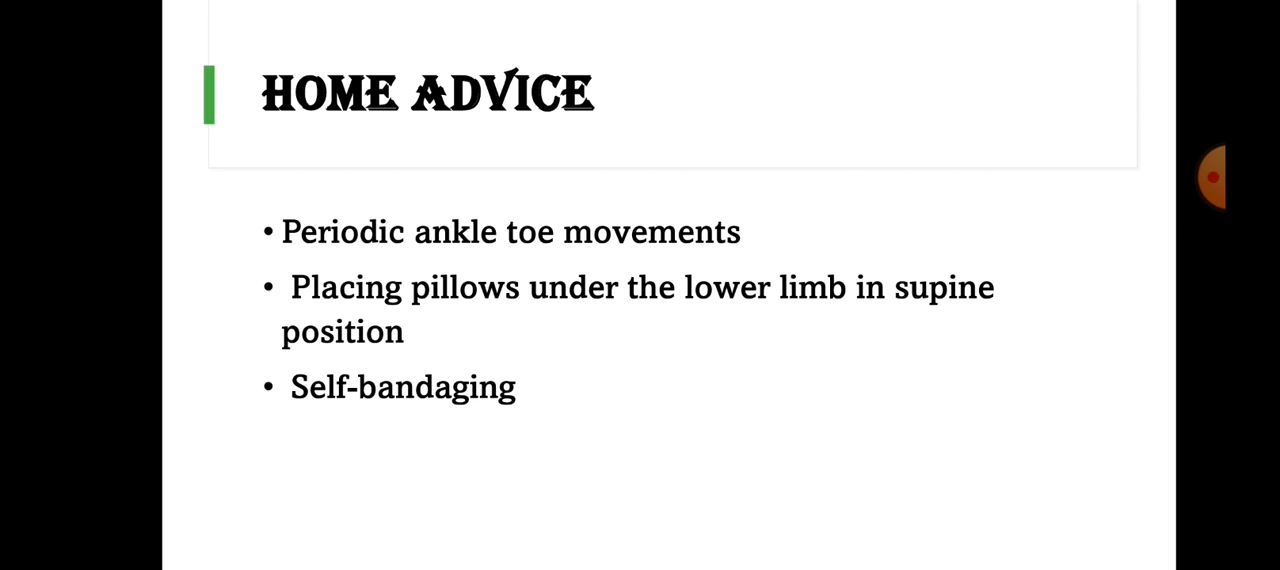 HOME ADVICE
• Periodic ankle toe movements
• Placing pillows under the lower limb in supine
position
• Self-bandaging